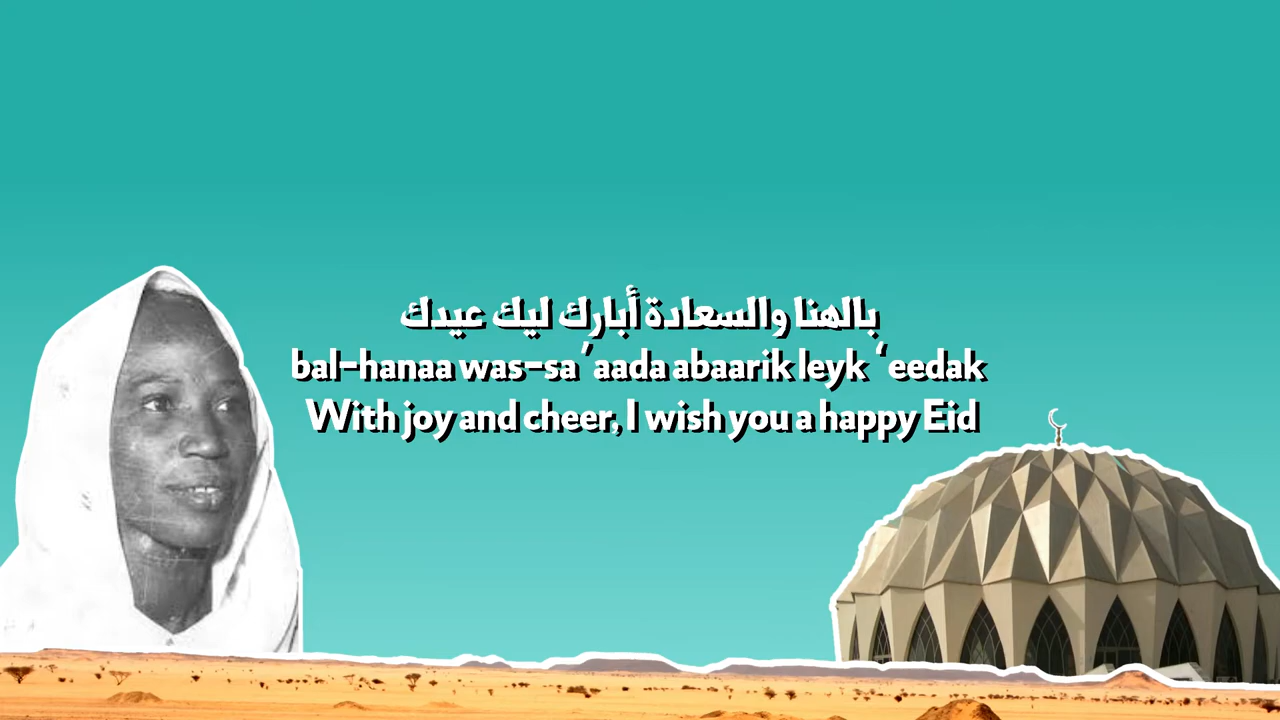 بالهنا والسعادة أبارك ليك عيدك
bal-hanaa was-sa'aada abaarik leyk ‘eedak
With joy and cheer, I wish you a happy Eid